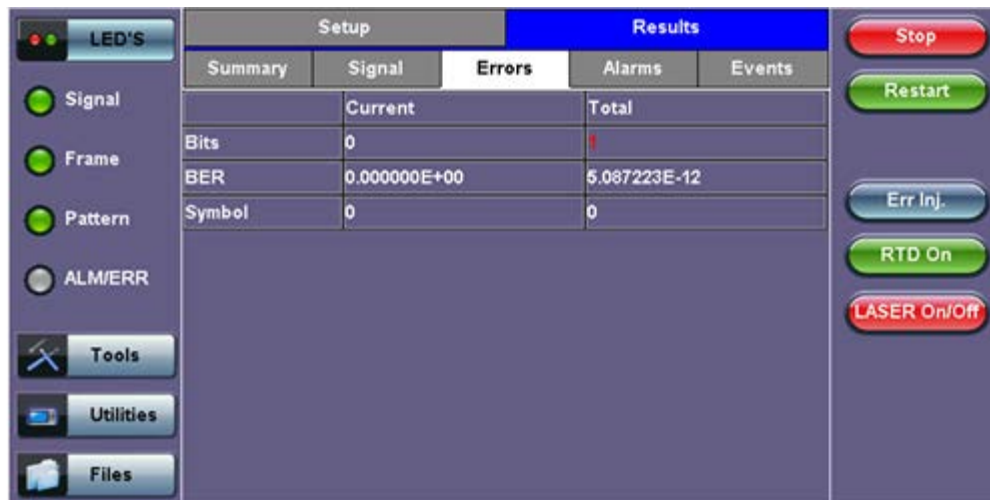 LED'S
Signal
Frame
Pattern
ALM/ERR
Tools
Utilities
Files
Setup Results
Summary Signal Errors Alarms Events
Current Total
Bits 0 1
BER 0.000000E+00 5.087223E-12
Symbol 0 0
Stop
Restart
Err Inj.
RTD On
LASER On/Off